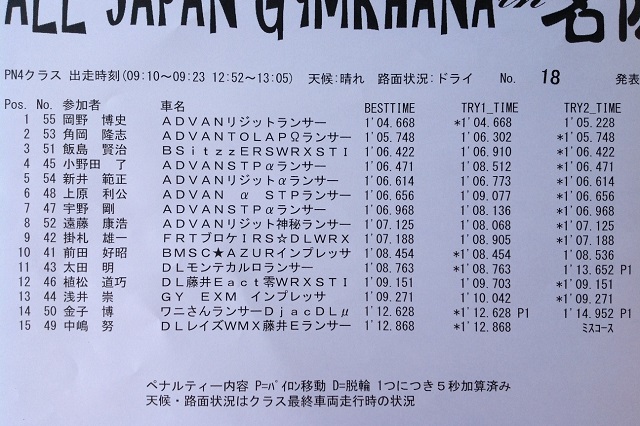 ALL JAPAN GYMKHANA in 名阪
PN4クラス 出走時刻(09:10～09:23 12:52～13:05) 天候:晴れ 路面状況:ドライ No. 18 発表
Pos. No. 参加者 車名 BESTTIME TRY1_TIME TRY2_TIME
1 55 岡野 博史 ADVANリジットランサー 1'04.668 *1'04.668 1'05.228
2 53 角岡 隆志 ADVANTOLAPΩランサー 1'05.748 1'06.302 *1'05.748
3 51 飯島 賢治 BSitzzERSWRXSTI 1'06.422 1'06.910 *1'06.422
4 45 小野田 了 ADVANSTPαランサー 1'06.471 1'08.512 *1'06.471
5 54 新井 範正 ADVANリジットαランサー 1'06.614 1'06.773 *1'06.614
6 48 上原 利公 ADVAN α STPランサー 1'06.656 1'09.077 *1'06.656
7 47 宇野 剛 ADVANSTPαランサー 1'06.968 1'08.136 *1'06.968
8 52 遠藤 康浩 ADVANリジット神秘ランサー 1'07.125 1'08.068 *1'07.125
9 42 掛札 雄一 FRTブロケIRS☆DLWRX 1'07.188 1'08.905 *1'07.188
10 41 前田 好昭 BMSC★AZURインプレッサ 1'08.454 *1'08.454 1'08.536
11 43 太田 明 DLモンテカルロランサー 1'08.763 *1'08.763 1'13.652 P1
12 46 植松 道巧 DL藤井Eact零WRXSTI 1'09.151 1'09.703 *1'09.151
13 44 浅井 崇 GY EXM インプレッサ 1'09.271 1'10.042 *1'09.271
14 50 金子 博 ワニさんランサーDjacDLμ 1'12.628 *1'12.628 P1 1'14.952 P1
15 49 中嶋 努 DLレイズWMX藤井Eランサー 1'12.868 *1'12.868 ﾐｽコース
ペナルティー内容 P=ﾊﾟｲﾛﾝ移動 D=脱輪 1つにつき5秒加算済み
天候・路面状況はクラス最終車両走行時の状況